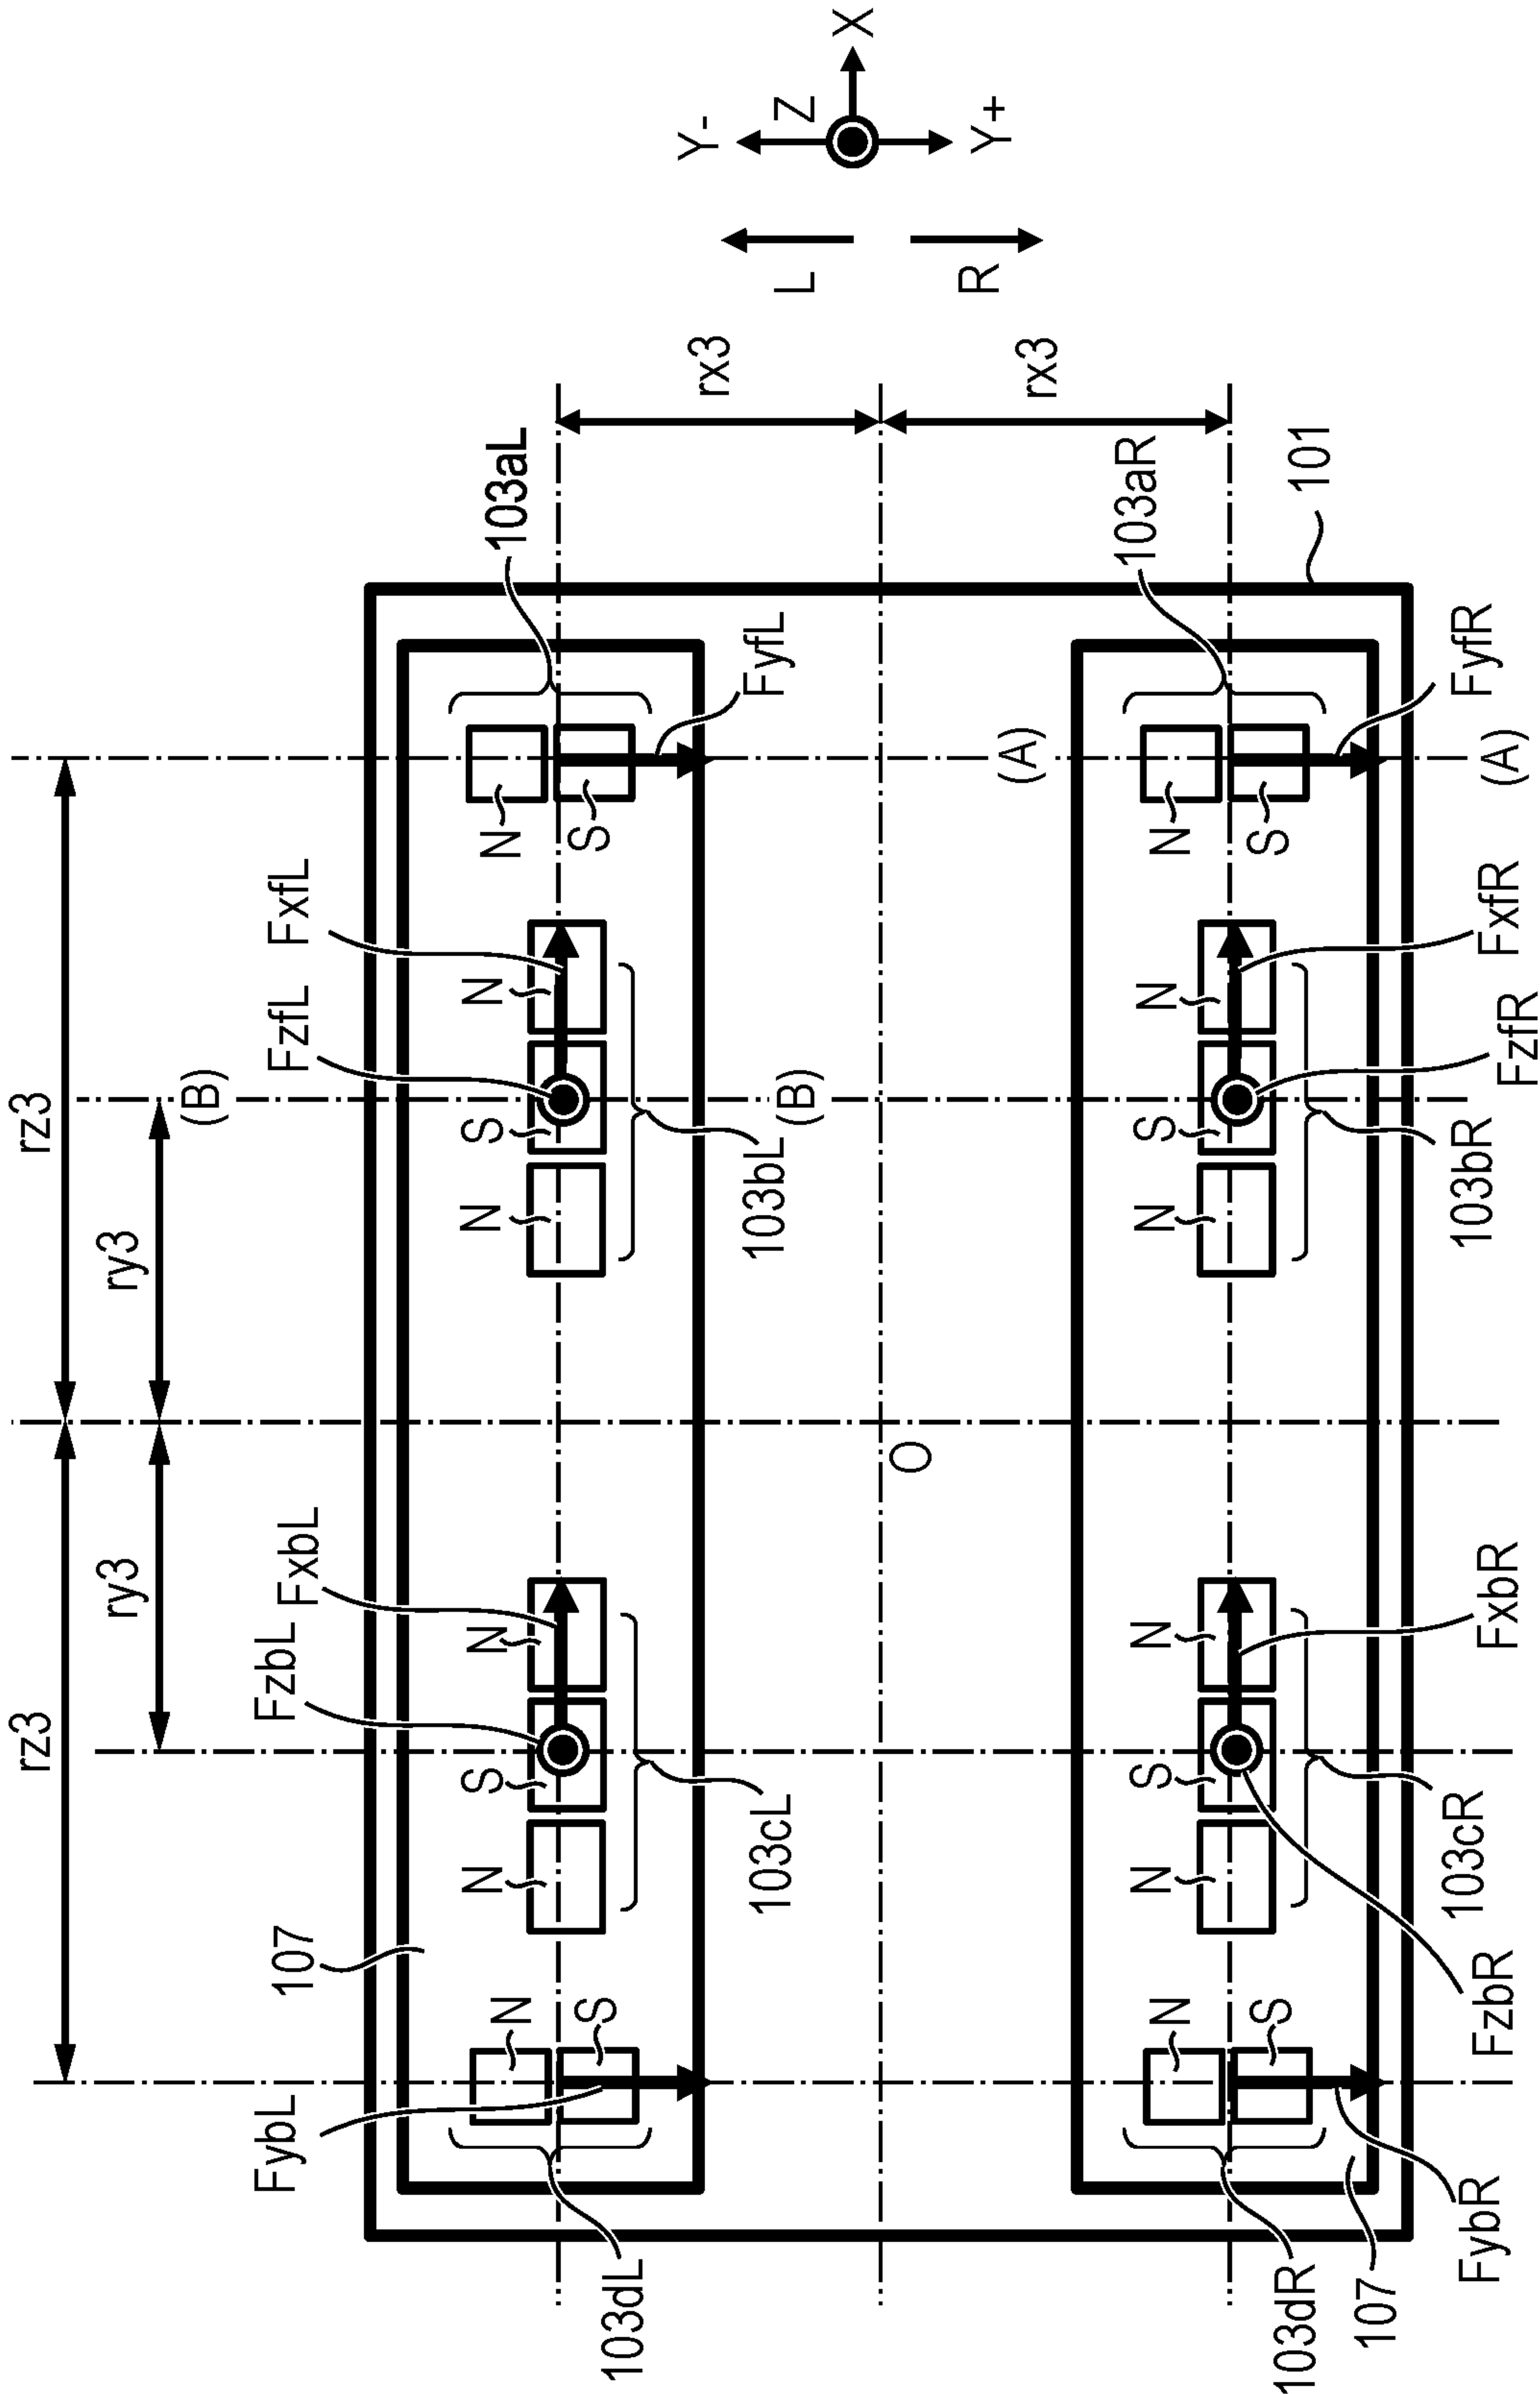 rz3
rz3
ry3
ry3
(B)
FybL
107
FzbL
FxbL
FzfL
FxfL
N
S
N
S
N
N
S
N
N
S
103aL
103dL
103cL
103bL
(B)
FyfL
rx3
L
Y-
Z
X
O
(A)
R
Y+
rx3
N
S
N
S
N
N
S
N
N
S
103aR
101
103dR
107
FybR
FzbR
103cR
FxbR
103bR
FzfR
FxfR
(A)
FyfR